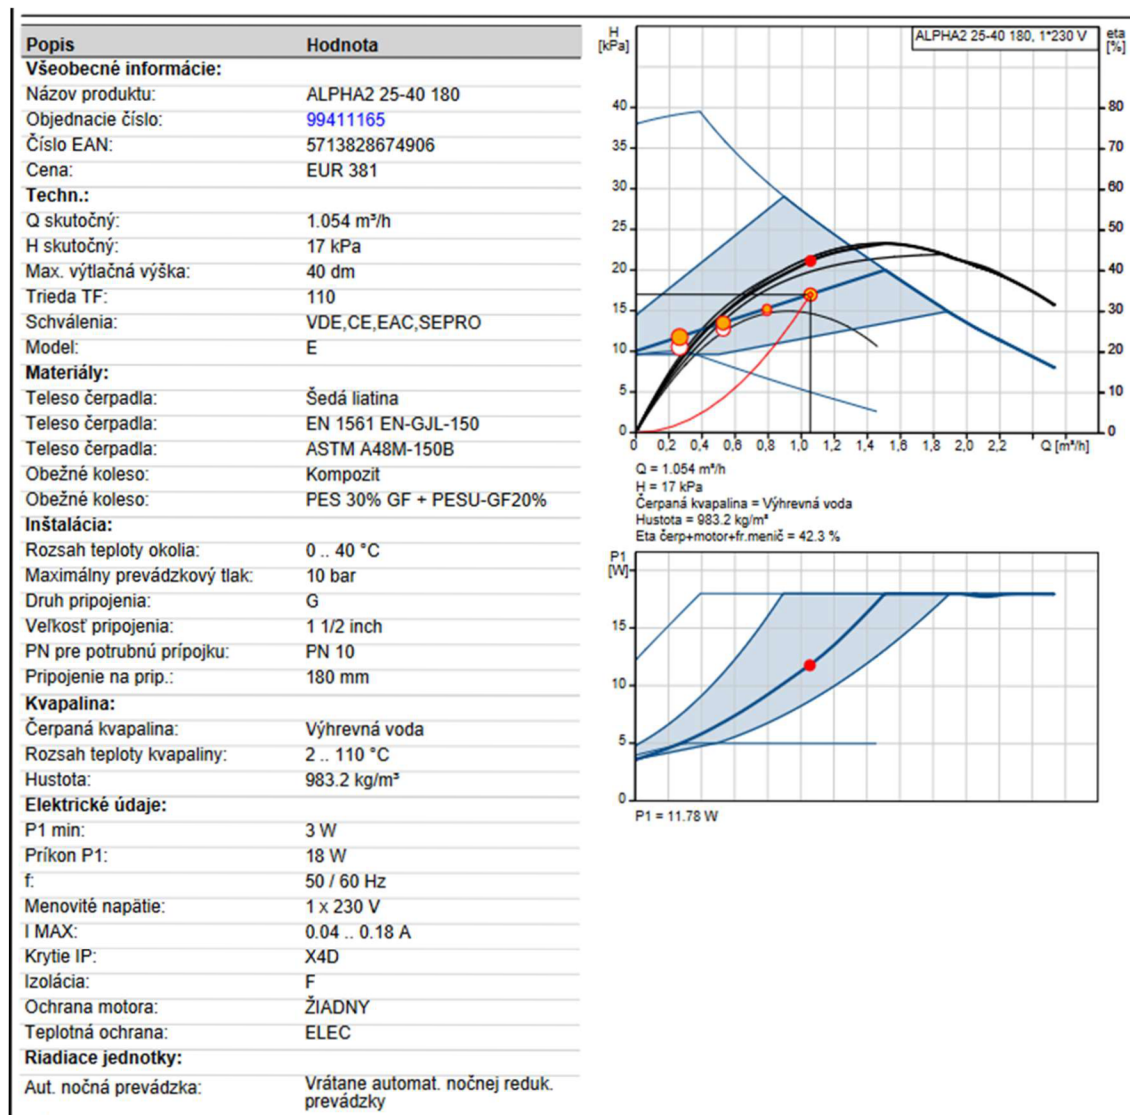 Popis Hodnota
Všeobecné informácie:
Názov produktu: ALPHA2 25-40 180
Objednacie číslo: 99411165
Číslo EAN: 5713828674906
Cena: EUR 381
Techn.:
Q skutočný: 1.054 m³/h
H skutočný: 17 kPa
Max. výtlačná výška: 40 dm
Trieda TF: 110
Schválenia: VDE,CE,EAC,SEPRO
Model: E
Materiály:
Teleso čerpadla: Šedá liatina
Teleso čerpadla: EN 1561 EN-GJL-150
Teleso čerpadla: ASTM A48M-150B
Obežné koleso: Kompozit
Obežné koleso: PES 30% GF + PESU-GF20%
Inštalácia:
Rozsah teploty okolia: 0 .. 40 °C
Maximálny prevádzkový tlak: 10 bar
Druh pripojenia: G
Veľkosť pripojenia: 1 1/2 inch
PN pre potrubnú prípojku: PN 10
Pripojenie na prip.: 180 mm
Kvapalina:
Čerpaná kvapalina: Výhrevná voda
Rozsah teploty kvapaliny: 2 .. 110 °C
Hustota: 983.2 kg/m³
Elektrické údaje:
P1 min: 3 W
Príkon P1: 18 W
f: 50 / 60 Hz
Menovité napätie: 1 x 230 V
I MAX: 0.04 .. 0.18 A
Krytie IP: X4D
Izolácia: F
Ochrana motora: ŽIADNY
Teplotná ochrana: ELEC
Riadiace jednotky:
Aut. nočná prevádzka: Vrátane automat. nočnej reduk.
prevádzky
H
[kPa]
ALPHA2 25-40 180, 1*230 V
eta
[%]
40
35
30
25
20
15
10
5
0
80
70
60
50
40
30
20
10
0
0 0,2 0,4 0,6 0,8 1,0 1,2 1,4 1,6 1,8 2,0 2,2 Q [m³/h]
Q = 1.054 m³/h
H = 17 kPa
Čerpaná kvapalina = Výhrevná voda
Hustota = 983.2 kg/m³
Eta čerp+motor+fr.menič = 42.3 %
P1
[W]
15
10
5
0
P1 = 11.78 W